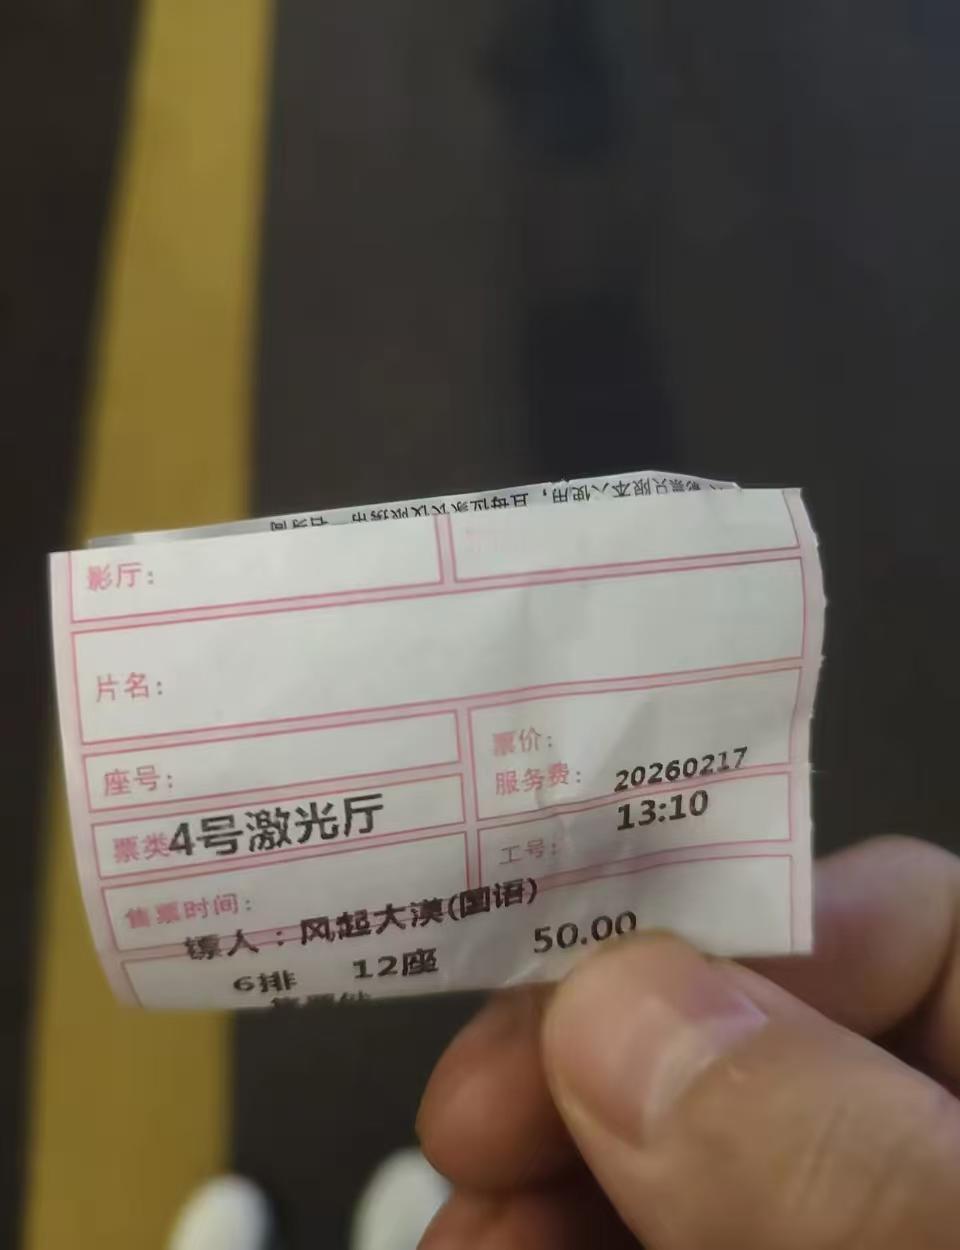 影厅：
片名：
座号：
票价：
服务费： 20260217
票类4号激光厅 13:10
工号：
售票时间：
镖人：风起大漠(国语)
6排 12座 50.00